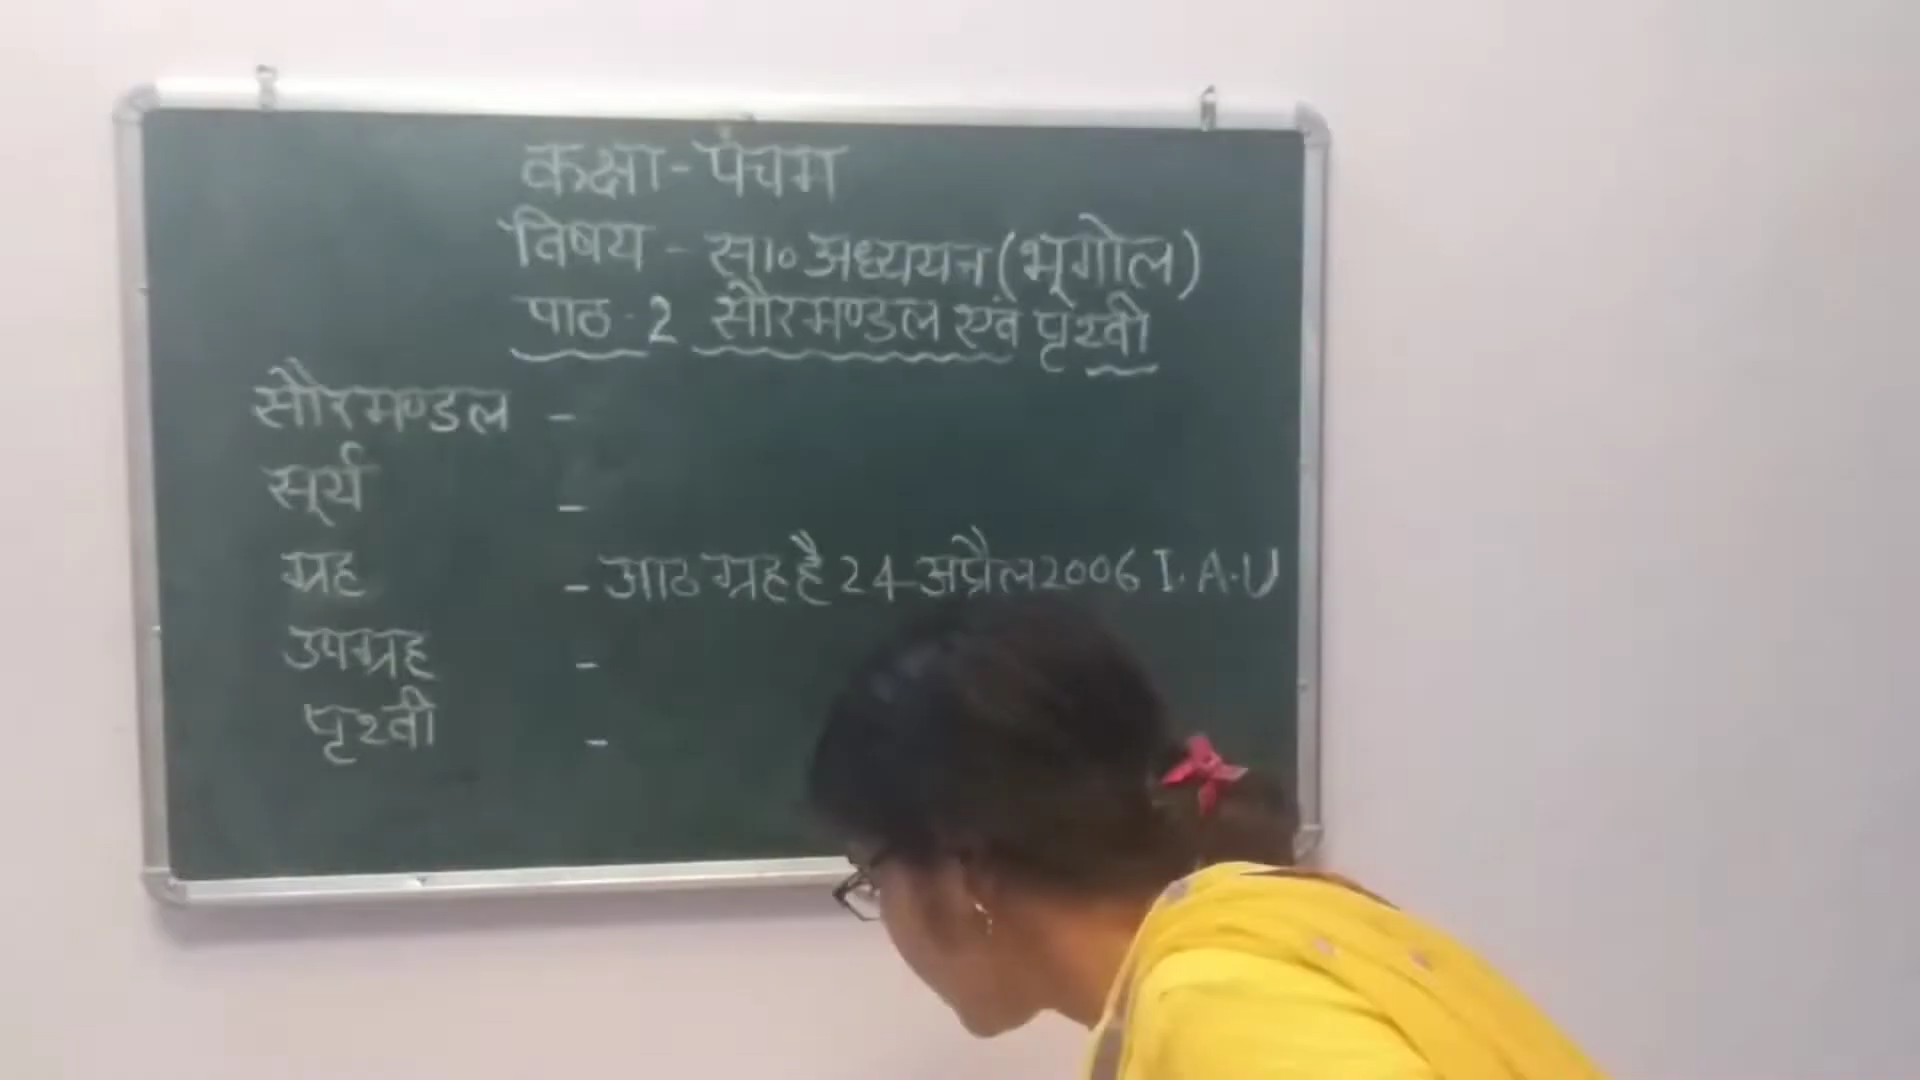 कक्षा - पंचम
विषय - सा० अध्ययन (भूगोल)
पाठ - 2 सौरमण्डल एवं पृथ्वी
सौरमण्डल -
सूर्य -
ग्रह - आठ ग्रह है 24 अप्रैल 2006 I. A. U
उपग्रह -
पृथ्वी -